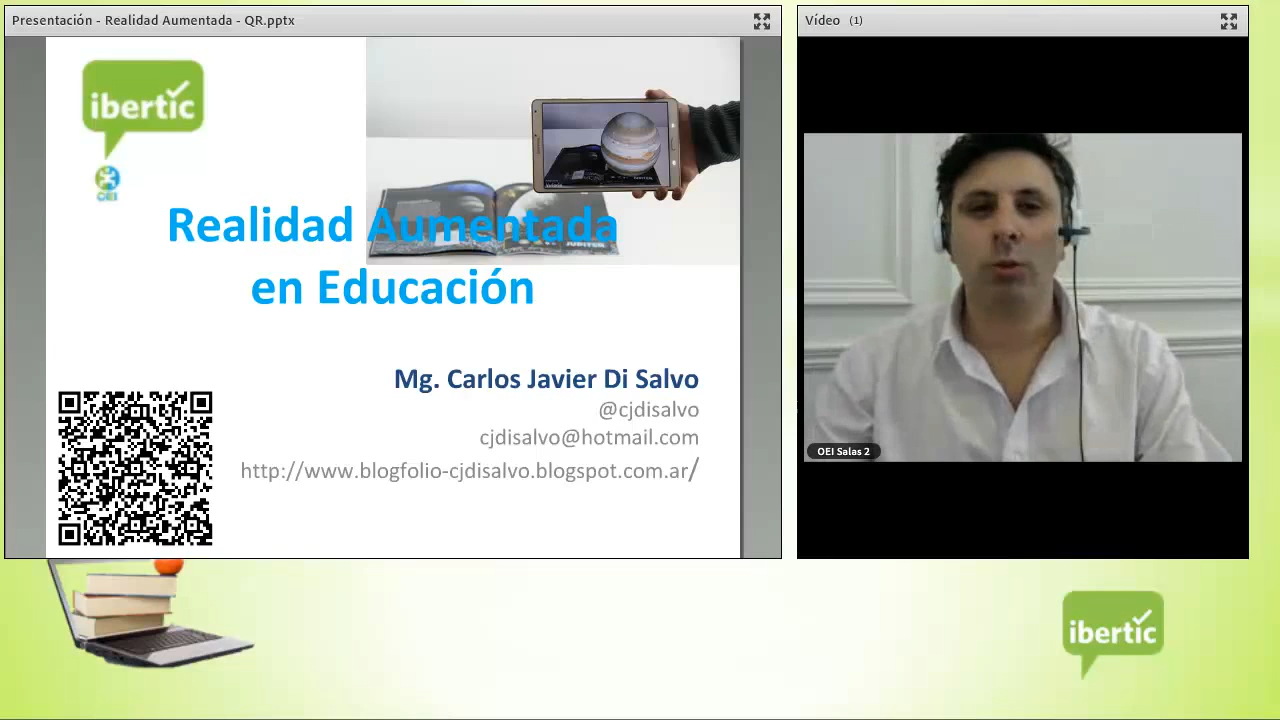 Presentación - Realidad Aumentada - QR.pptx
Vídeo (1)
ibertic
OEI
Realidad Aumentada
en Educación
JUPITER
Mg. Carlos Javier Di Salvo
@cjdisalvo
cjdisalvo@hotmail.com
http://www.blogfolio-cjdisalvo.blogspot.com.ar/
OEI Salas 2
ibertic